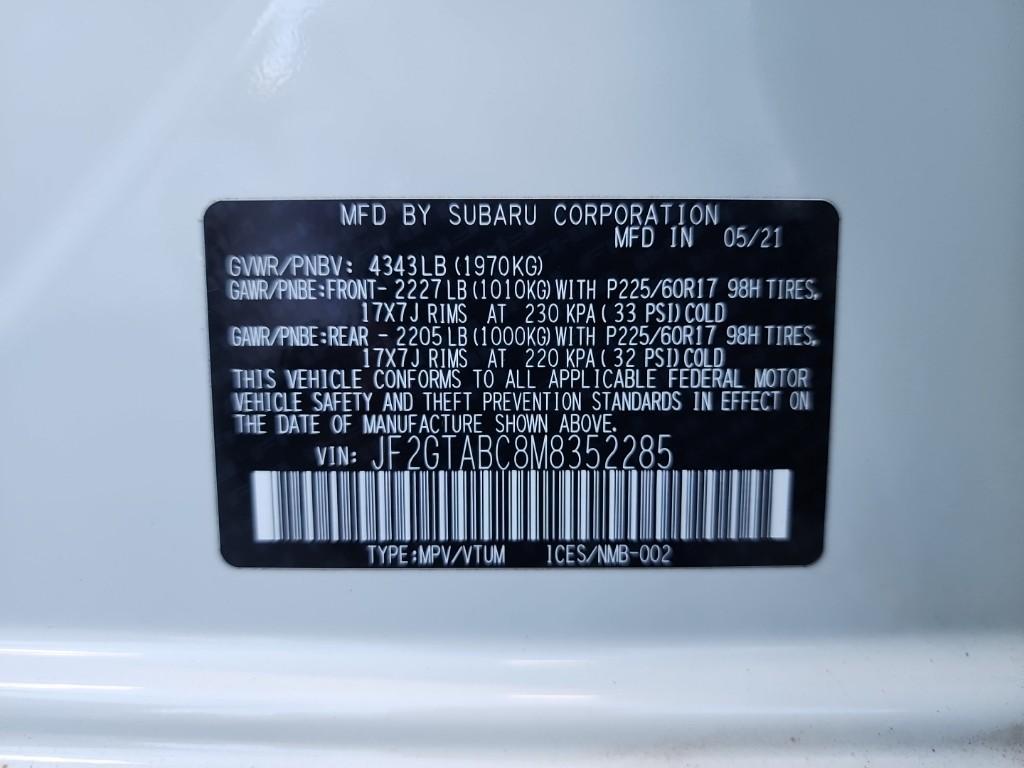 MFD BY SUBARU CORPORATION
MFD IN 05/21
GVWR/PNBV: 4343LB (1970KG)
GAWR/PNBE:FRONT- 2227LB (1010KG) WITH P225/60R17 98H TIRES,
17X7J RIMS AT 230 KPA (33 PSI) COLD
GAWR/PNBE:REAR - 2205LB (1000KG) WITH P225/60R17 98H TIRES,
17X7J RIMS AT 220 KPA (32 PSI) COLD
THIS VEHICLE CONFORMS TO ALL APPLICABLE FEDERAL MOTOR
VEHICLE SAFETY AND THEFT PREVENTION STANDARDS IN EFFECT ON
THE DATE OF MANUFACTURE SHOWN ABOVE.
VIN: JF2GTABC8M8352285
TYPE:MPV/VTUM ICES/NMB-002